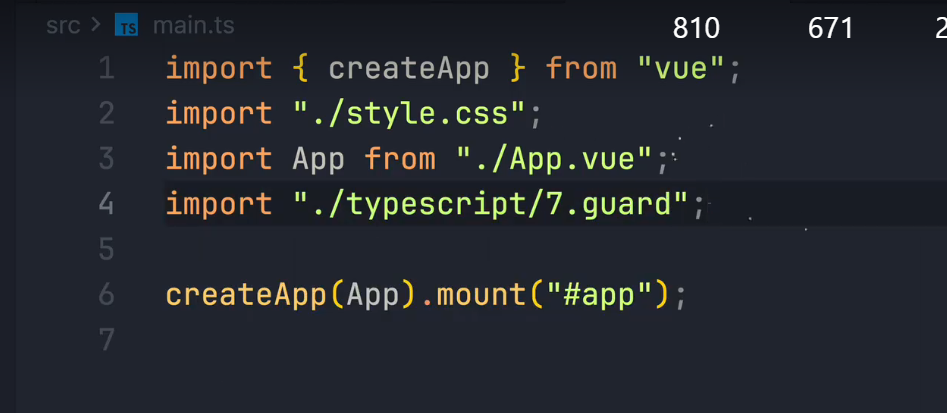 src > TS main.ts
810 671 2
1 import { createApp } from "vue";
2 import "./style.css";
3 import App from "./App.vue";
4 import "./typescript/7.guard";
5
6 createApp(App).mount("#app");
7